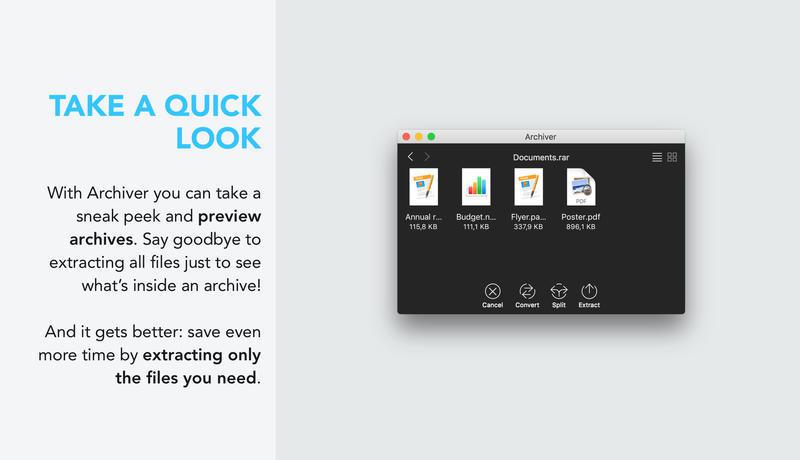 TAKE A QUICK
LOOK
With Archiver you can take a
sneak peek and preview
archives. Say goodbye to
extracting all files just to see
what's inside an archive!
And it gets better: save even
more time by extracting only
the files you need.
Archiver
Documents.rar
PDF
Annual r... Budget.n... Flyer.pa... Poster.pdf
115,8 KB 111,1 KB 337,9 KB 896,1 KB
Cancel Convert Split Extract